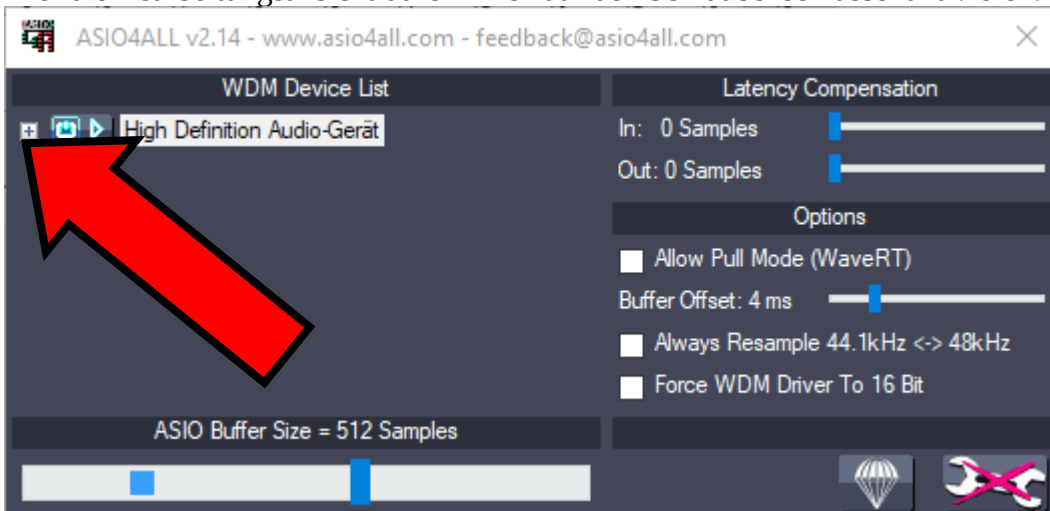 ASIO4ALL v2.14 - www.asio4all.com - feedback@asio4all.com
WDM Device List
High Definition Audio-Gerät
Latency Compensation
In: 0 Samples
Out: 0 Samples
Options
Allow Pull Mode (WaveRT)
Buffer Offset: 4 ms
Always Resample 44.1kHz <-> 48kHz
Force WDM Driver To 16 Bit
ASIO Buffer Size = 512 Samples